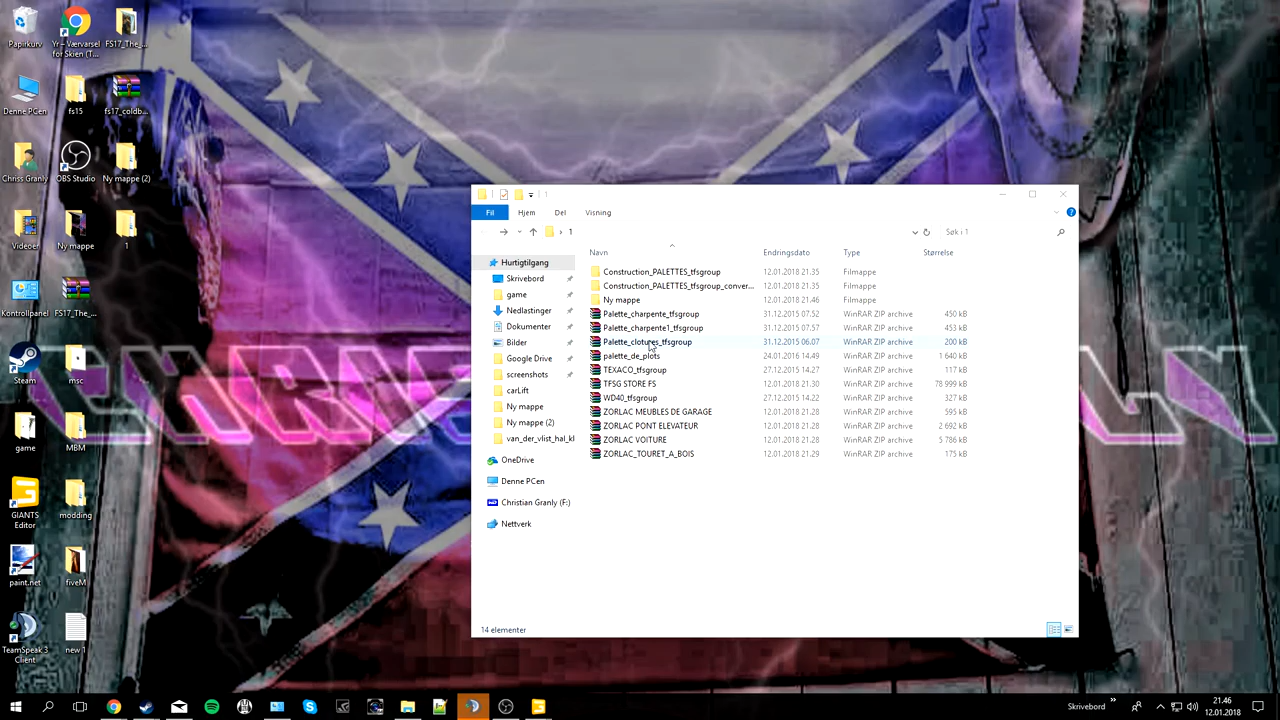 Papirkurv
Yr – Værvarsel for Skien (T...
FS17_The_...
Denne PCen
fs15
fs17_coldb...
Chriss Granly
OBS Studio
Ny mappe (2)
Videoer
Ny mappe
1
Kontrollpanel
FS17_The_...
Steam
msc
game
MBM
GIANTS Editor
modding
paint.net
fiveM
TeamSpeak 3 Client
new 1
1
Fil Hjem Del Visning
1
Søk i 1
Navn Endringsdato Type Størrelse
Hurtigtilgang
Skrivebord
game
Nedlastinger
Dokumenter
Bilder
Google Drive
screenshots
carLift
Ny mappe
Ny mappe (2)
van_der_vlist_hal_kl
OneDrive
Denne PCen
Christian Granly (F:)
Nettverk
Construction_PALETTES_tfsgroup 12.01.2018 21.35 Filmappe
Construction_PALETTES_tfsgroup_conver... 12.01.2018 21.35 Filmappe
Ny mappe 12.01.2018 21.46 Filmappe
Palette_charpente_tfsgroup 31.12.2015 07.52 WinRAR ZIP archive 450 kB
Palette_charpente1_tfsgroup 31.12.2015 07.57 WinRAR ZIP archive 453 kB
Palette_clotures_tfsgroup 31.12.2015 06.07 WinRAR ZIP archive 200 kB
palette_de_plots 24.01.2016 14.49 WinRAR ZIP archive 1 640 kB
TEXACO_tfsgroup 27.12.2015 14.27 WinRAR ZIP archive 117 kB
TFSG STORE FS 12.01.2018 21.30 WinRAR ZIP archive 78 999 kB
WD40_tfsgroup 27.12.2015 14.22 WinRAR ZIP archive 327 kB
ZORLAC MEUBLES DE GARAGE 12.01.2018 21.28 WinRAR ZIP archive 595 kB
ZORLAC PONT ELEVATEUR 12.01.2018 21.28 WinRAR ZIP archive 2 692 kB
ZORLAC VOITURE 12.01.2018 21.28 WinRAR ZIP archive 5 786 kB
ZORLAC_TOURET_A_BOIS 12.01.2018 21.29 WinRAR ZIP archive 175 kB
14 elementer
Skrivebord
21.46
12.01.2018